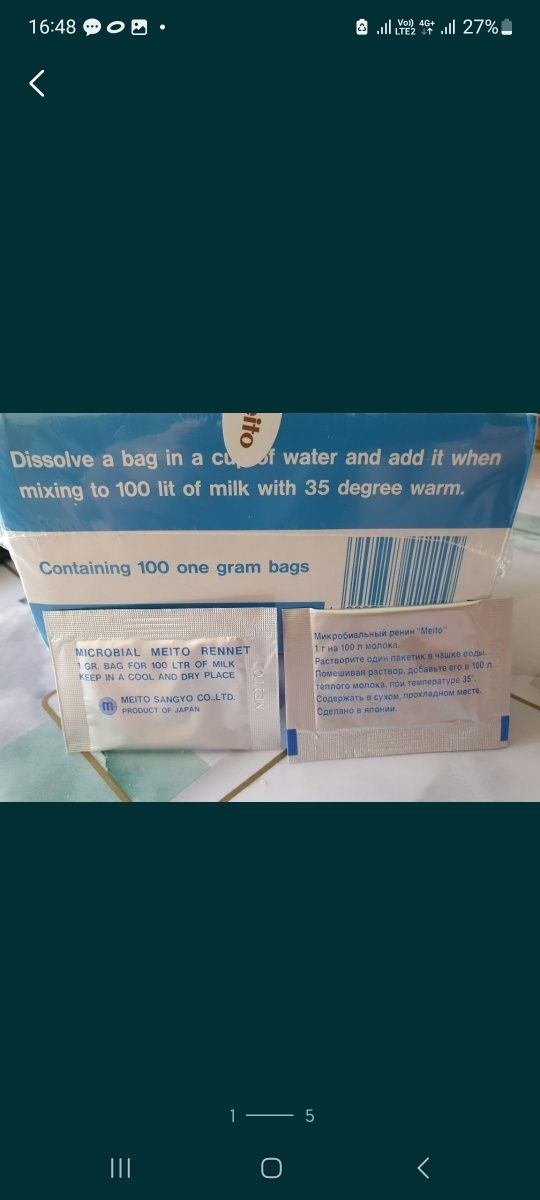 16:48
Vo))
LTE2
4G+
27%
eito
Dissolve a bag in a of water and add it when
mixing to 100 lit of milk with 35 degree warm.
Containing 100 one gram bags
MICROBIAL MEITO RENNET
1 GR. BAG FOR 100 LTR OF MILK
KEEP IN A COOL AND DRY PLACE
m
MEITO SANGYO CO.,LTD.
PRODUCT OF JAPAN
Микробиальный ренин "Meito"
1 г на 100 л молока.
Растворите один пакетик в чашке воды.
Помешивая раствор, добавьте его в 100 л
теплого молока, при температуре 35°.
Содержать в сухом, прохладном месте.
Сделано в японии.
1
5